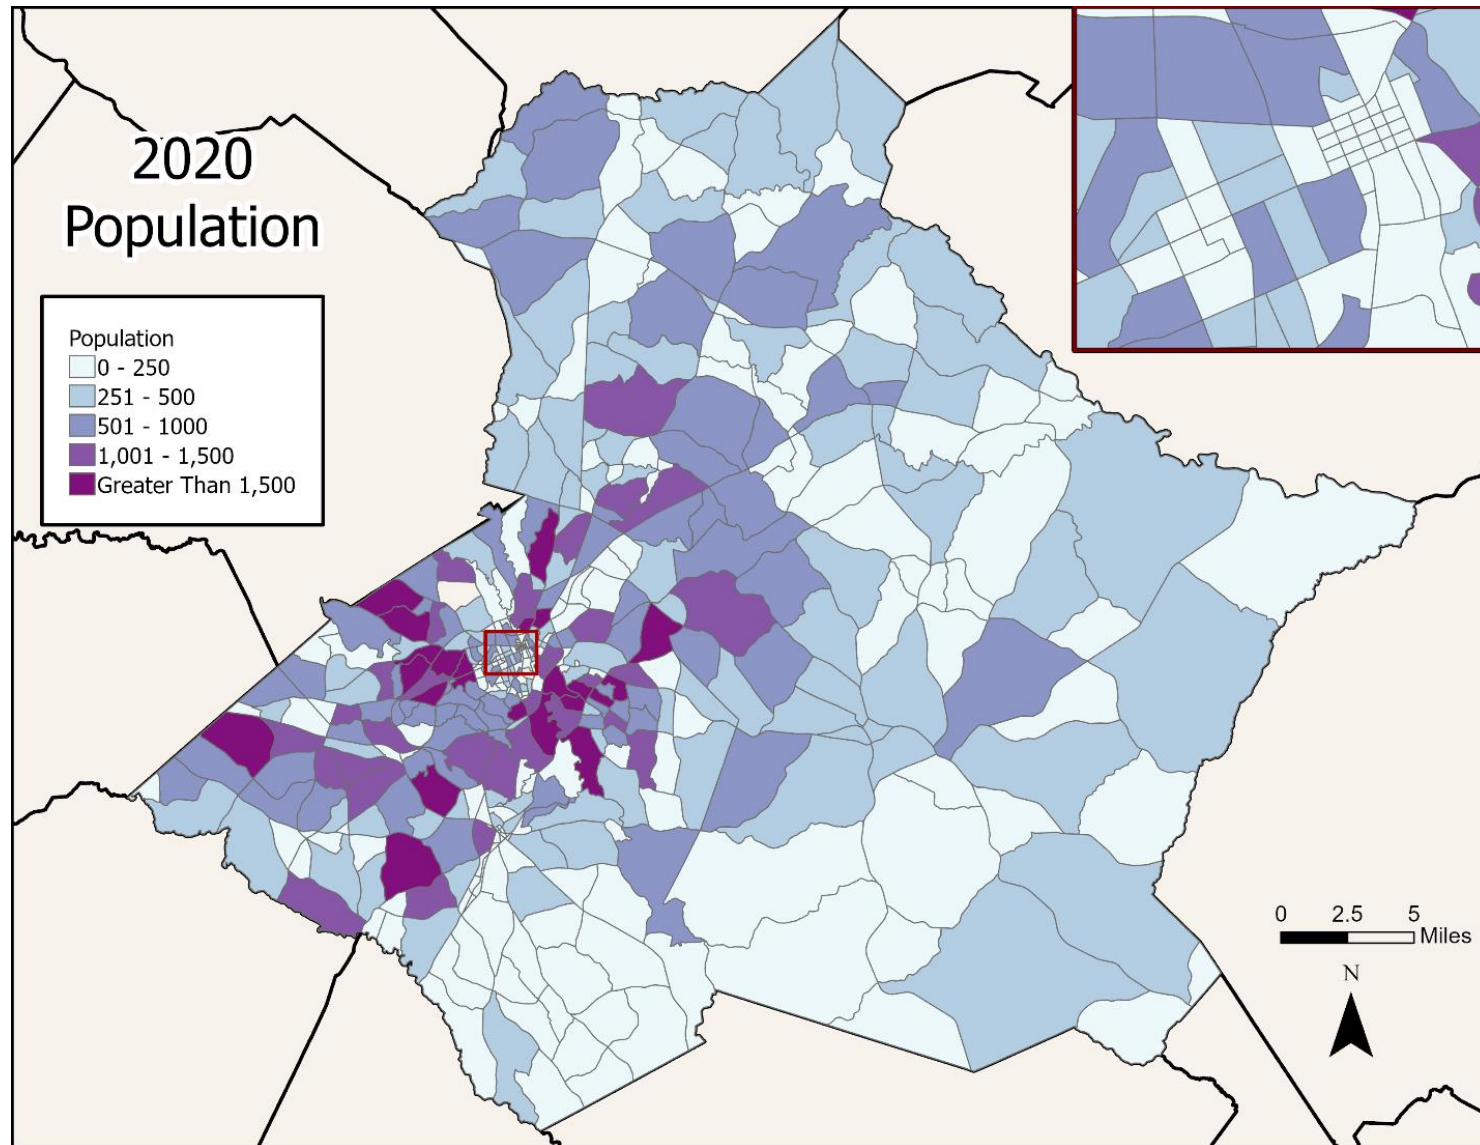 2020
Population
Population
0 - 250
251 - 500
501 - 1000
1,001 - 1,500
Greater Than 1,500
0 2.5 5
Miles
N